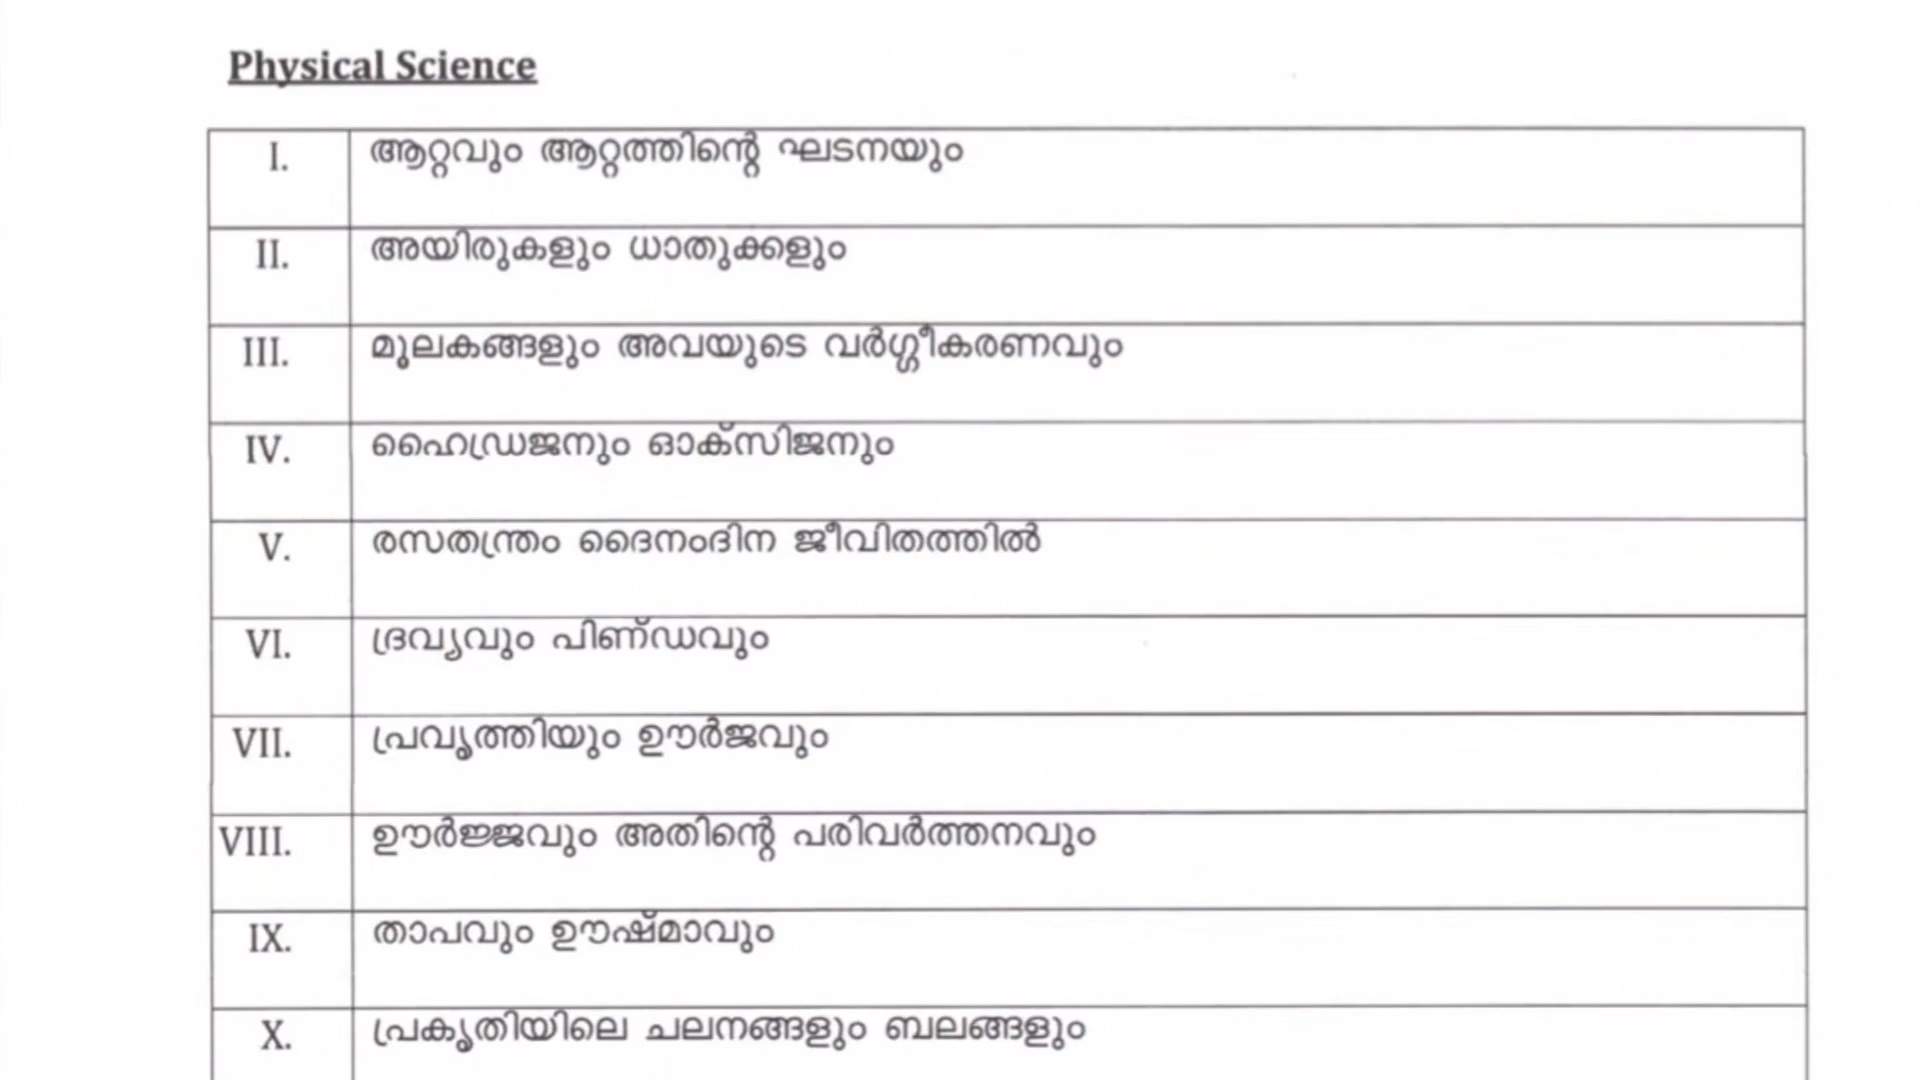 Physical Science
I. ആറ്റവും ആറ്റത്തിന്റെ ഘടനയും
II. അയിരുകളും ധാതുക്കളും
III. മൂലകങ്ങളും അവയുടെ വർഗ്ഗീകരണവും
IV. ഹൈഡ്രജനും ഓക്സിജനും
V. രസതന്ത്രം ദൈനംദിന ജീവിതത്തിൽ
VI. ദ്രവ്യവും പിണ്ഡവും
VII. പ്രവൃത്തിയും ഊർജവും
VIII. ഊർജ്ജവും അതിന്റെ പരിവർത്തനവും
IX. താപവും ഊഷ്മാവും
X. പ്രകൃതിയിലെ ചലനങ്ങളും ബലങ്ങളും